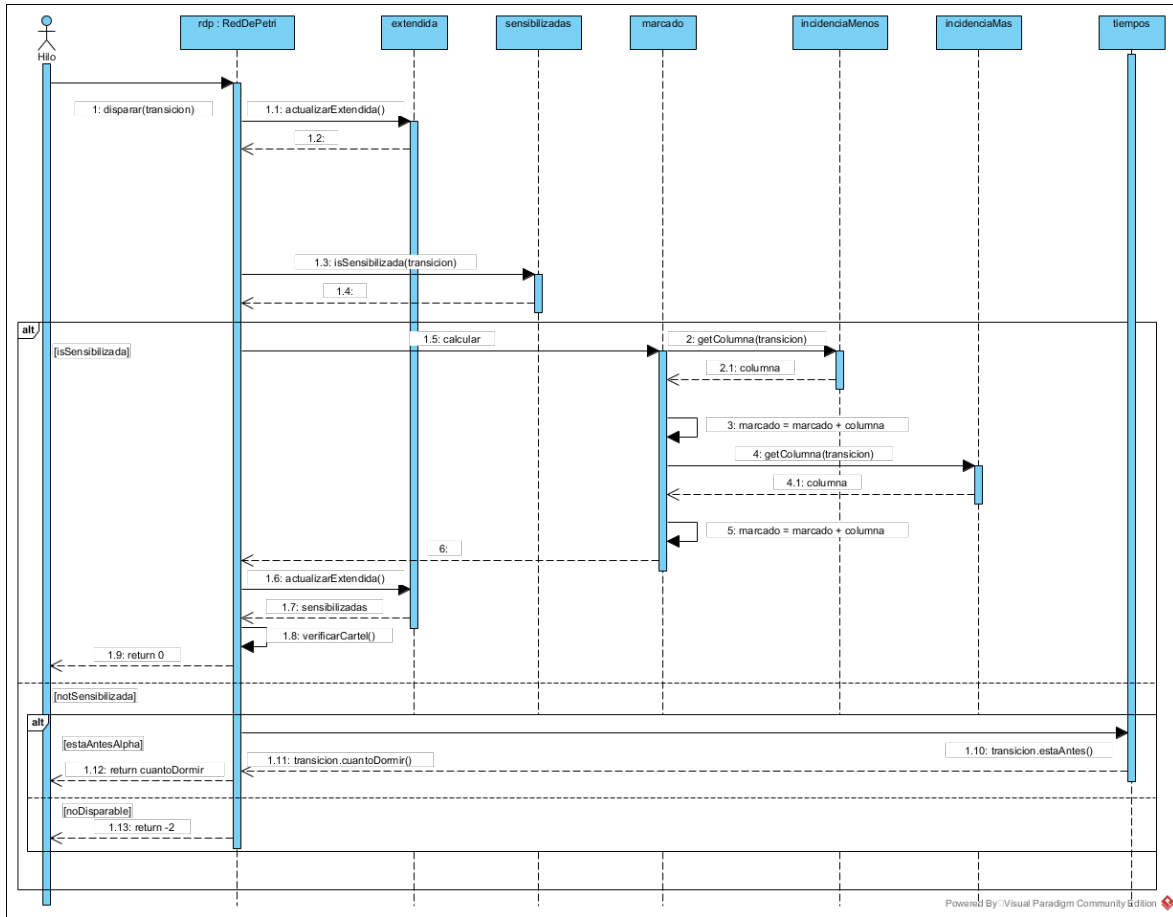 rdp : RedDePetri
extendida
sensibilizadas
marcado
incidenciaMenos
incidenciaMas
tiempos
Hilo
1: disparar(transicion)
1.1: actualizarExtendida()
1.2:
1.3: isSensibilizada(transicion)
1.4:
alt
[isSensibilizada]
1.5: calcular
2: getColumna(transicion)
2.1: columna
3: marcado = marcado + columna
4: getColumna(transicion)
4.1: columna
5: marcado = marcado + columna
6:
1.6: actualizarExtendida()
1.7: sensibilizadas
1.8: verificarCartel()
1.9: return 0
[notSensibilizada]
alt
[estaAntesAlpha]
1.10: transicion.estaAntes()
1.11: transicion.cuantoDormir()
1.12: return cuantoDormir
[noDisparable]
1.13: return -2
Powered By Visual Paradigm Community Edition